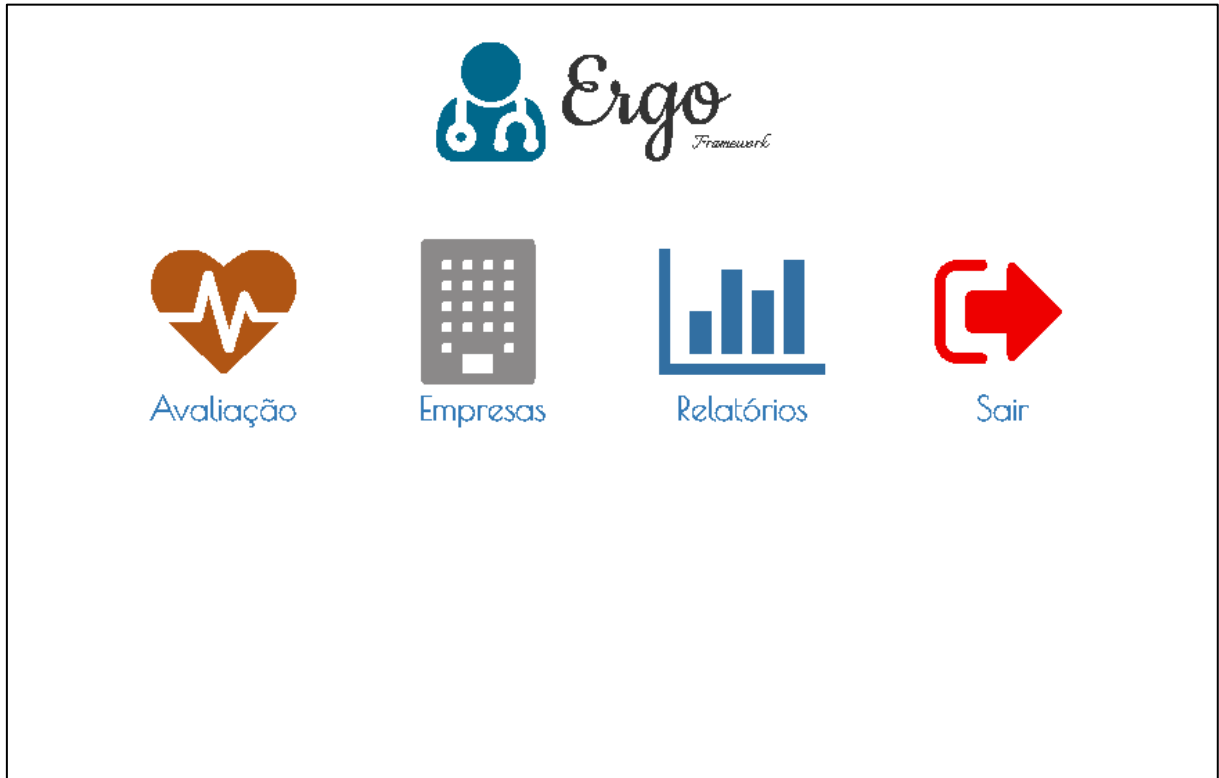 Ergo
Framework
Avaliação
Empresas
Relatórios
Sair